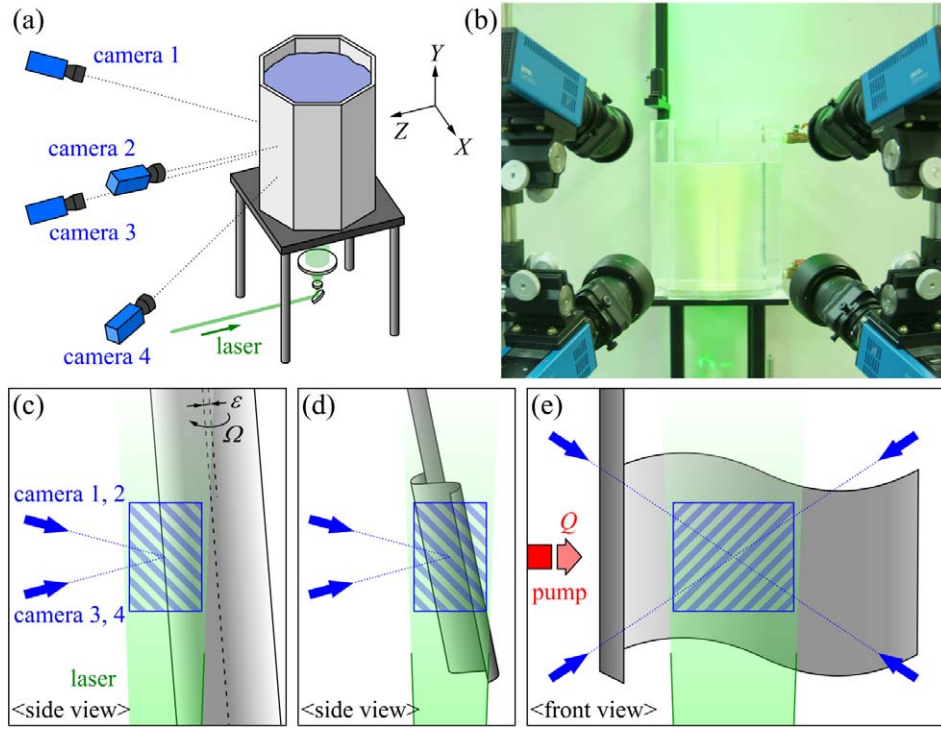 (a)
camera 1
camera 2
camera 3
camera 4
laser
Y
Z
X
(b)
(c)
ε
Ω
camera 1, 2
camera 3, 4
laser
<side view>
(d)
<side view>
(e)
Q
pump
<front view>